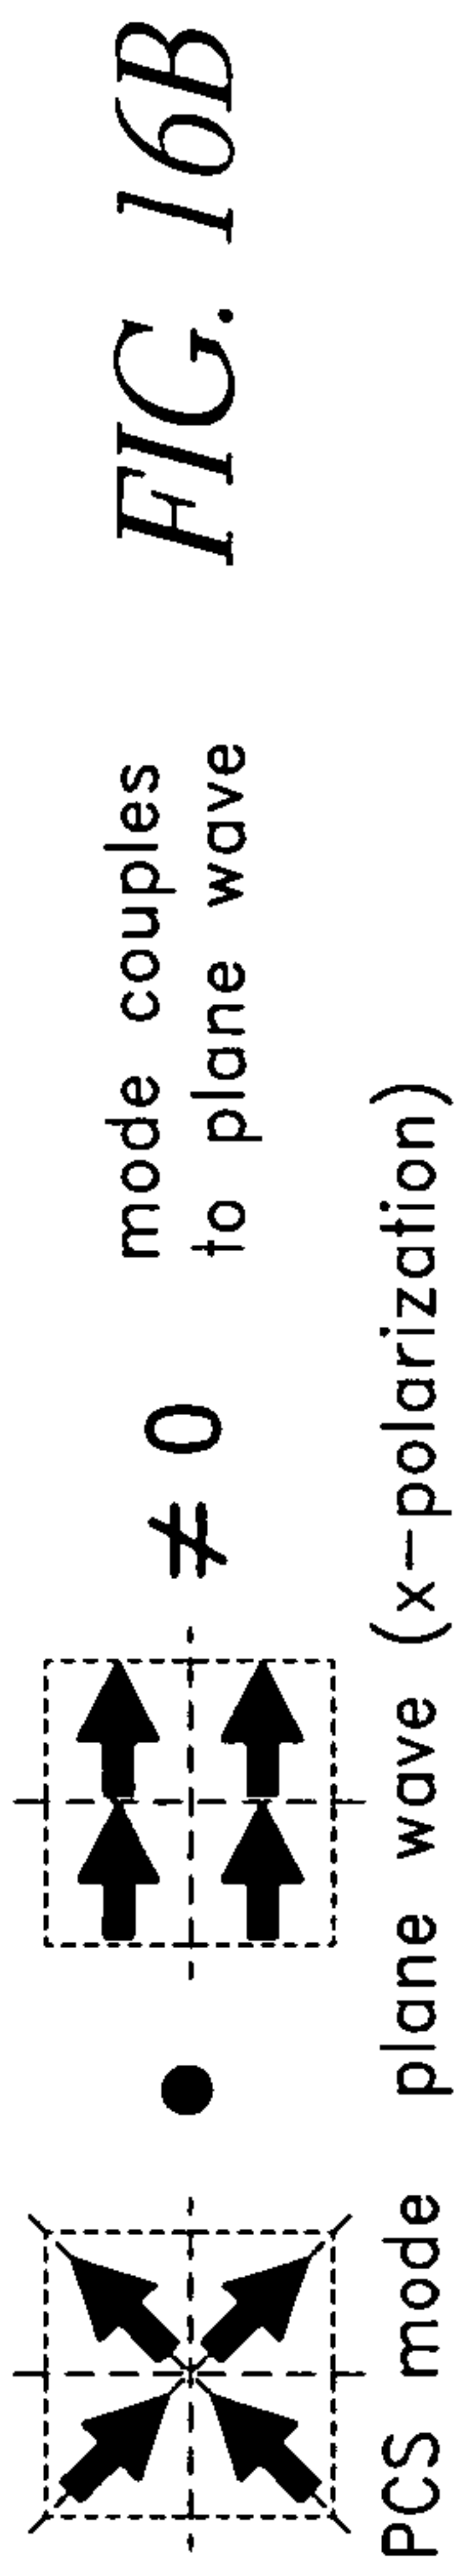 ≠ 0
mode couples
to plane wave
PCS mode
plane wave (x-polarization)
FIG. 16B